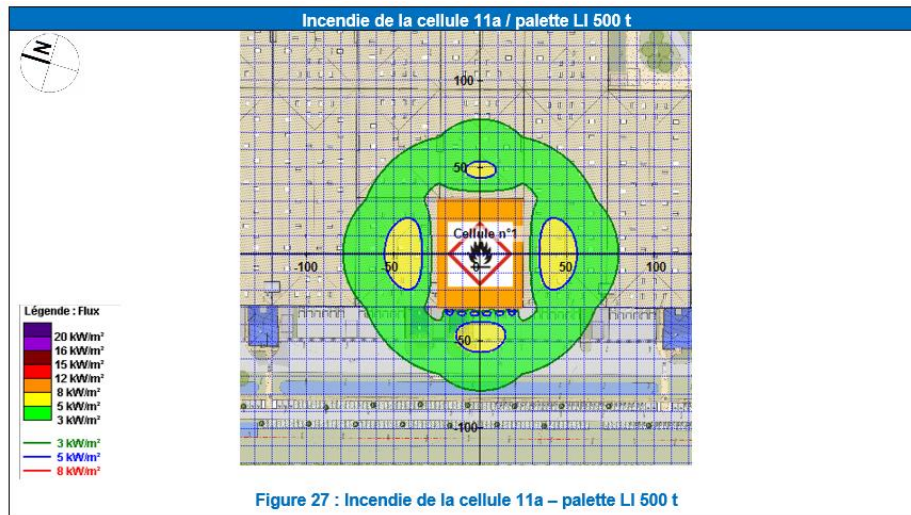 Incendie de la cellule 11a / palette LI 500 t
N
100
50
Cellule n°1
-100
-50
0
50
100
-50
-100
Légende : Flux
20 kW/m²
16 kW/m²
15 kW/m²
12 kW/m²
8 kW/m²
5 kW/m²
3 kW/m²
3 kW/m²
5 kW/m²
8 kW/m²
Figure 27 : Incendie de la cellule 11a – palette LI 500 t